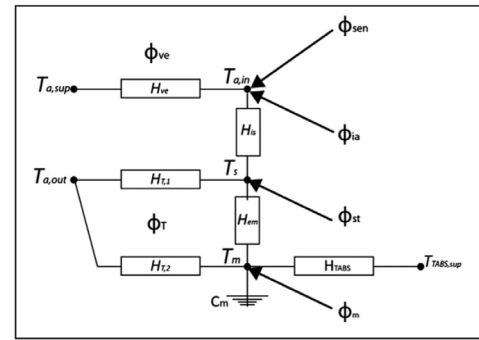 ϕsen
ϕve
Ta,sup Hve Ta,in
His ϕia
Ta,out HT,1 Ts
ϕT Hem ϕst
HT,2 Tm HTABS TTABS,sup
Cm ϕm